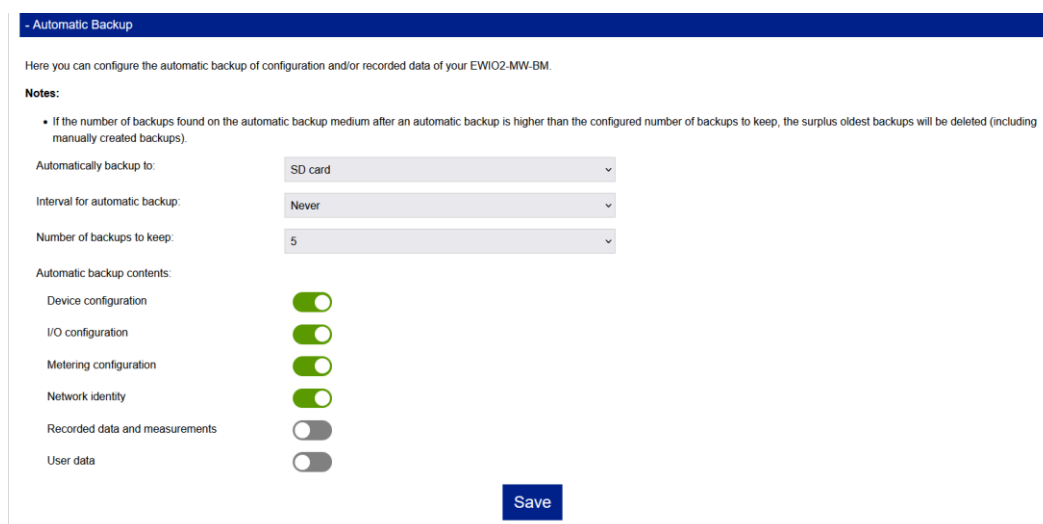 - Automatic Backup
Here you can configure the automatic backup of configuration and/or recorded data of your EWIO2-MW-BM.
Notes:
• If the number of backups found on the automatic backup medium after an automatic backup is higher than the configured number of backups to keep, the surplus oldest backups will be deleted (including
manually created backups).
Automatically backup to: SD card
Interval for automatic backup: Never
Number of backups to keep: 5
Automatic backup contents:
Device configuration
I/O configuration
Metering configuration
Network identity
Recorded data and measurements
User data
Save